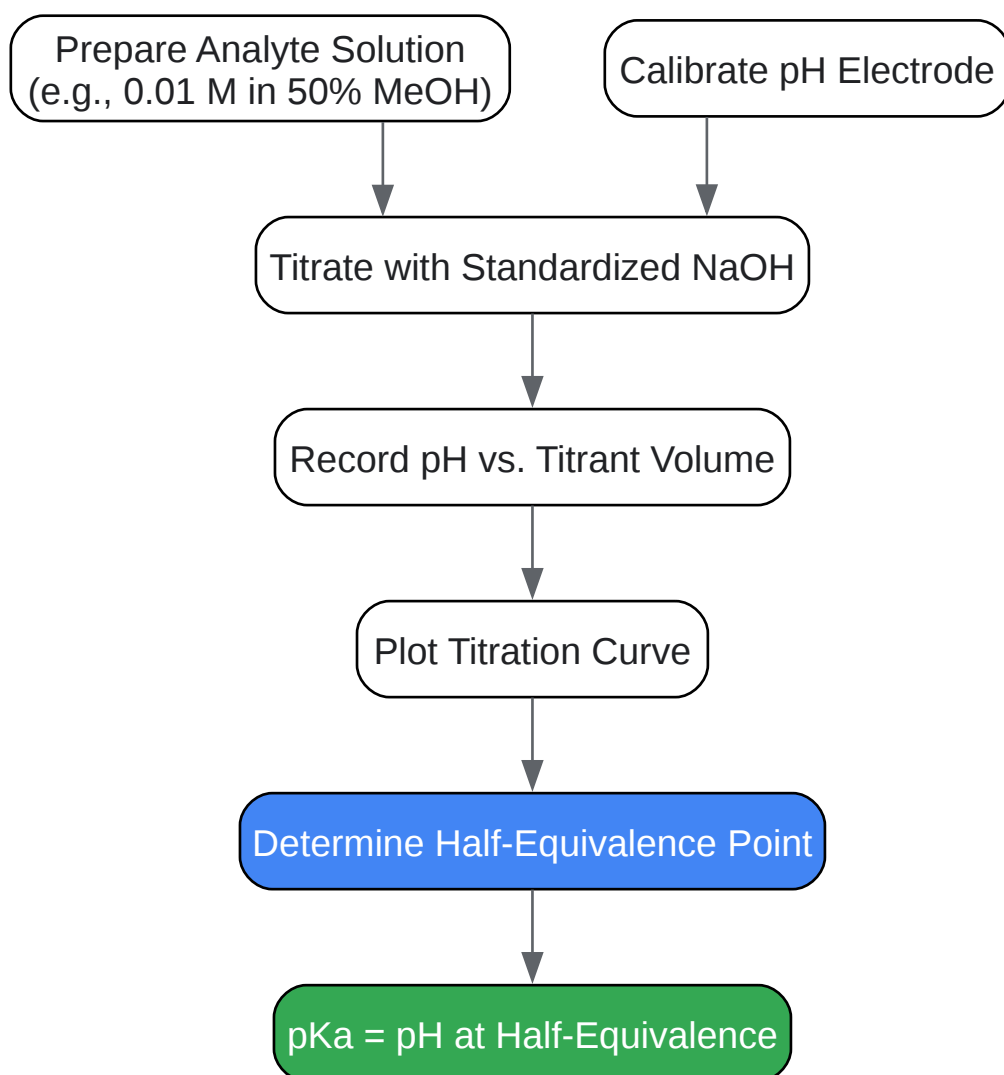 Prepare Analyte Solution
(e.g., 0.01 M in 50% MeOH)
Calibrate pH Electrode
Titrate with Standardized NaOH
Record pH vs. Titrant Volume
Plot Titration Curve
Determine Half-Equivalence Point
pKa = pH at Half-Equivalence